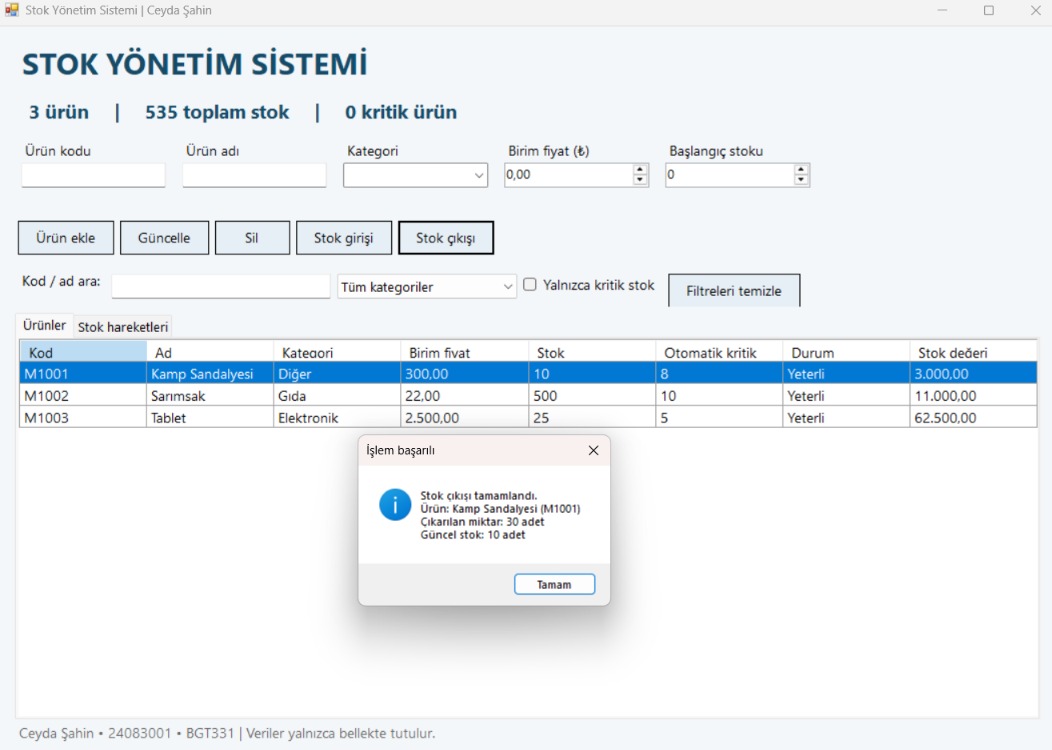 Stok Yönetim Sistemi | Ceyda Şahin
STOK YÖNETİM SİSTEMİ
3 ürün | 535 toplam stok | 0 kritik ürün
Ürün kodu Ürün adı Kategori Birim fiyat (₺) Başlangıç stoku
0,00 0
Ürün ekle Güncelle Sil Stok girişi Stok çıkışı
Kod / ad ara: Tüm kategoriler Yalnızca kritik stok Filtreleri temizle
Ürünler Stok hareketleri
Kod Ad Kategori Birim fiyat Stok Otomatik kritik Durum Stok değeri
M1001 Kamp Sandalyesi Diğer 300,00 10 8 Yeterli 3.000,00
M1002 Sarımsak Gıda 22,00 500 10 Yeterli 11.000,00
M1003 Tablet Elektronik 2.500,00 25 5 Yeterli 62.500,00
İşlem başarılı
Stok çıkışı tamamlandı.
Ürün: Kamp Sandalyesi (M1001)
Çıkarılan miktar: 30 adet
Güncel stok: 10 adet
Tamam
Ceyda Şahin • 24083001 • BGT331 | Veriler yalnızca bellekte tutulur.